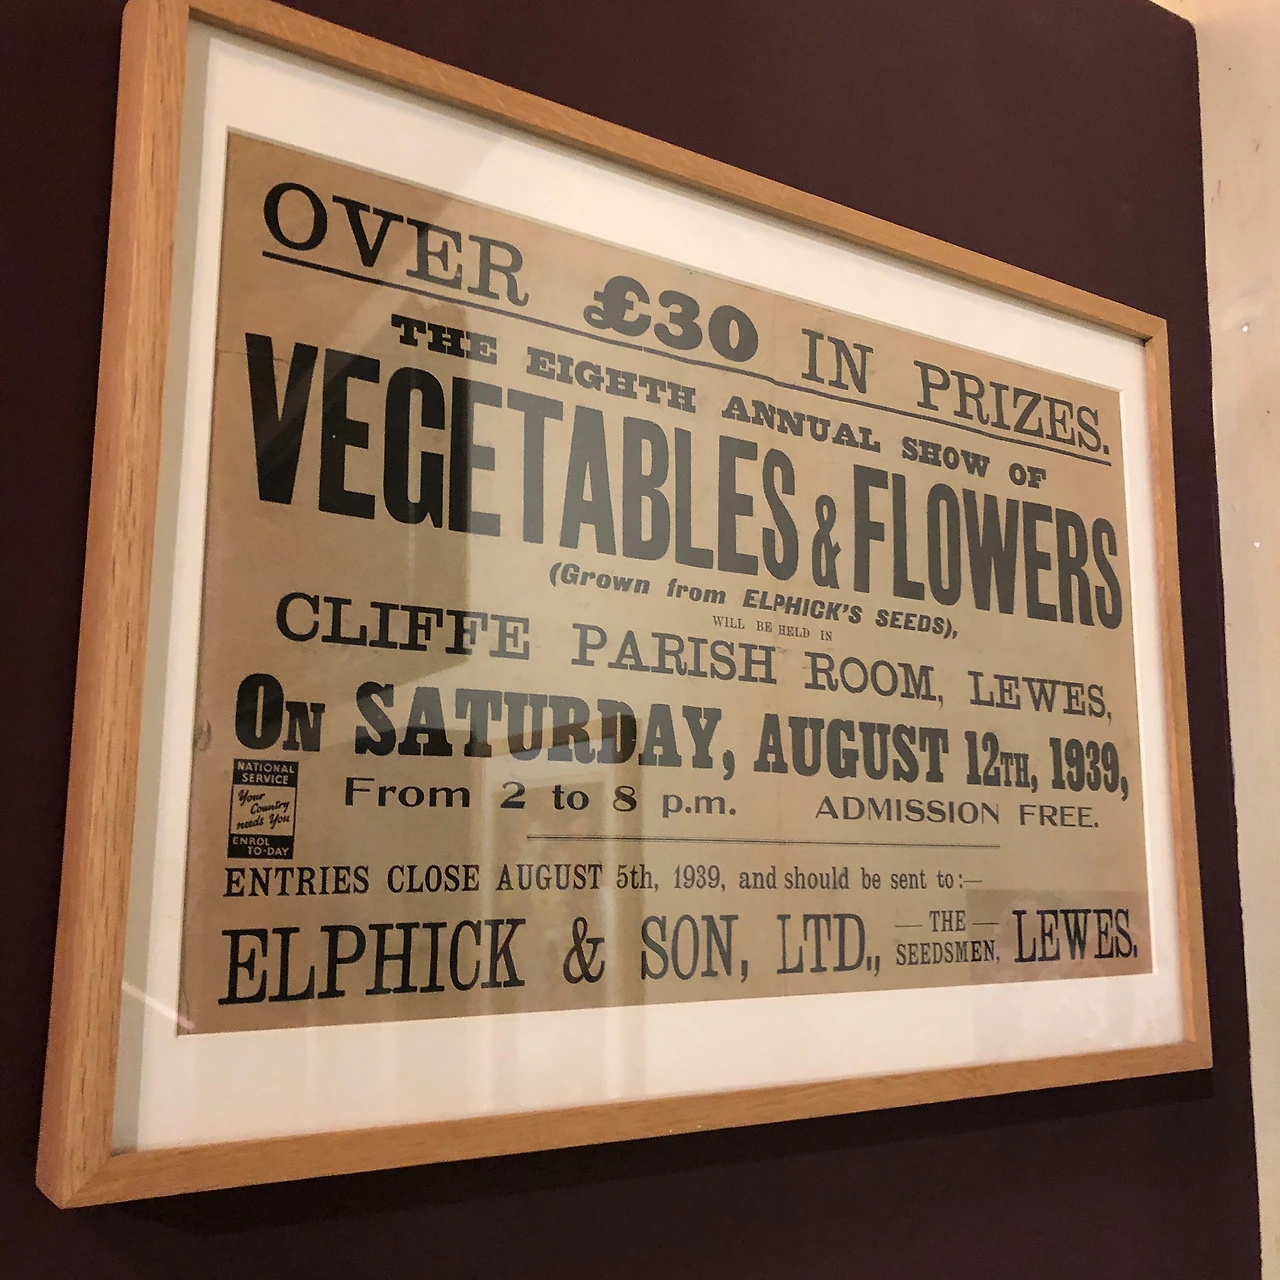 OVER £30 IN PRIZES.
THE EIGHTH ANNUAL SHOW OF
VEGETABLES & FLOWERS
(Grown from ELPHICK'S SEEDS),
WILL BE HELD IN
CLIFFE PARISH ROOM, LEWES,
ON SATURDAY, AUGUST 12TH, 1939,
From 2 to 8 p.m. ADMISSION FREE.
NATIONAL
SERVICE
Your
Country
needs You
ENROL
TO-DAY
ENTRIES CLOSE AUGUST 5th, 1939, and should be sent to:—
ELPHICK & SON, LTD., — THE — SEEDSMEN, LEWES.